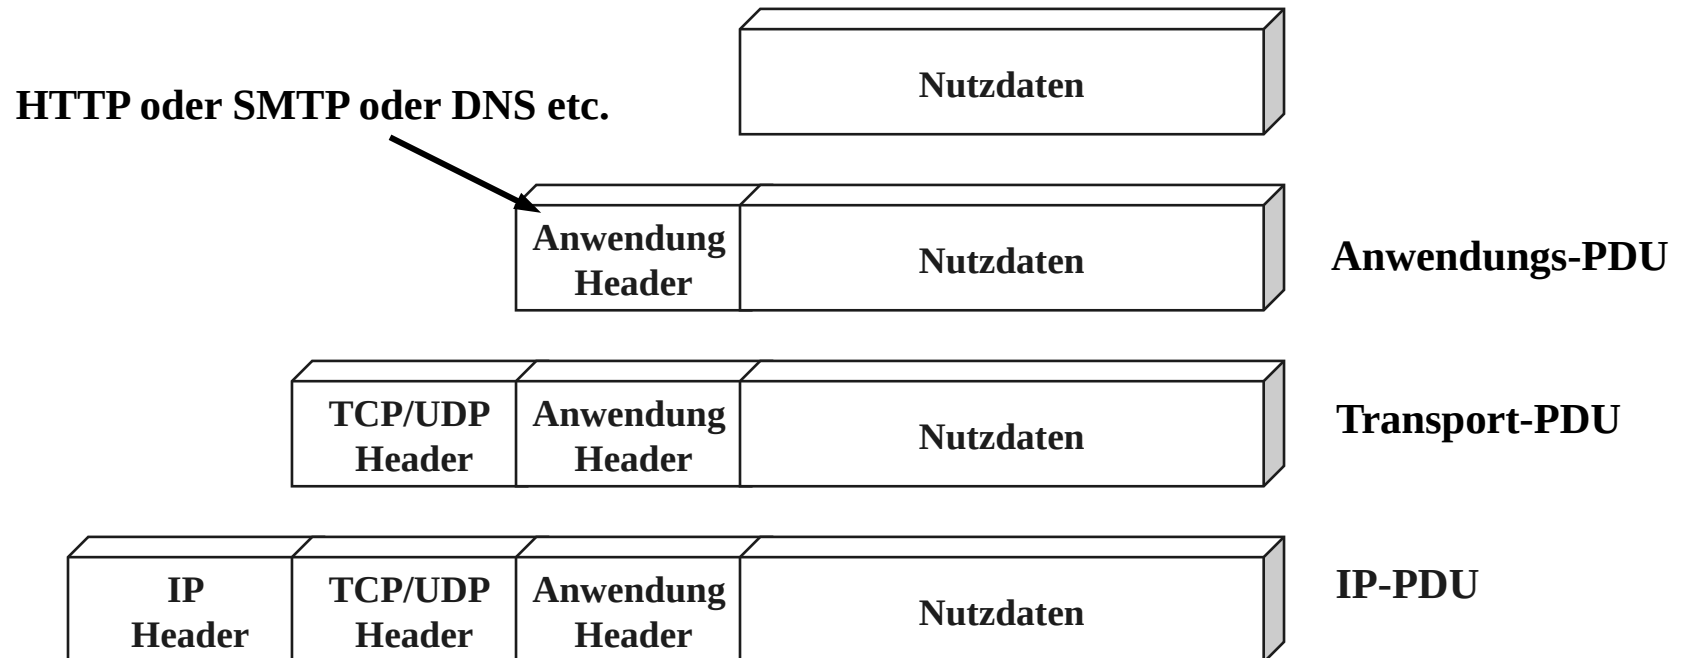 Nutzdaten
HTTP oder SMTP oder DNS etc.
Anwendung
Header
Nutzdaten
Anwendungs-PDU
TCP/UDP
Header
Anwendung
Header
Nutzdaten
Transport-PDU
IP
Header
TCP/UDP
Header
Anwendung
Header
Nutzdaten
IP-PDU